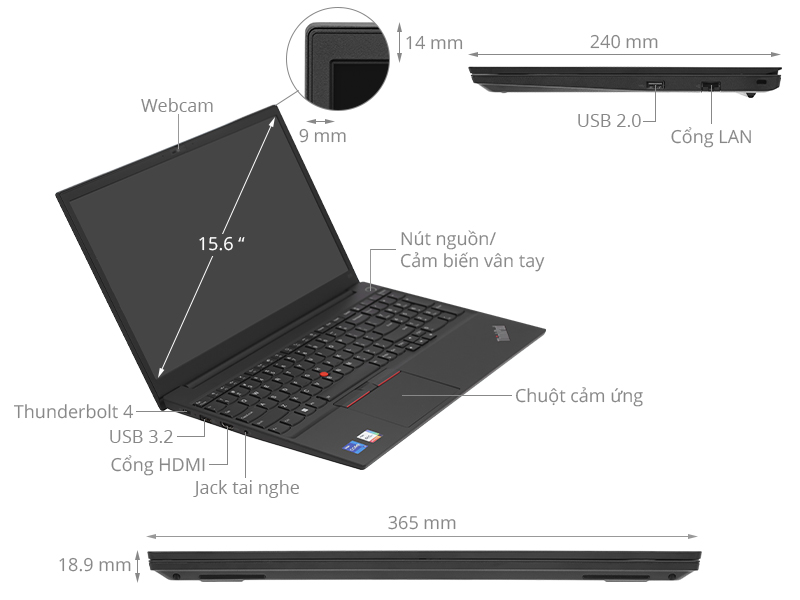 14 mm
240 mm
Webcam
9 mm
USB 2.0
Cổng LAN
15.6 “
Nút nguồn/
Cảm biến vân tay
ThinkPad
Chuột cảm ứng
Thunderbolt 4
USB 3.2
Cổng HDMI
Jack tai nghe
365 mm
18.9 mm